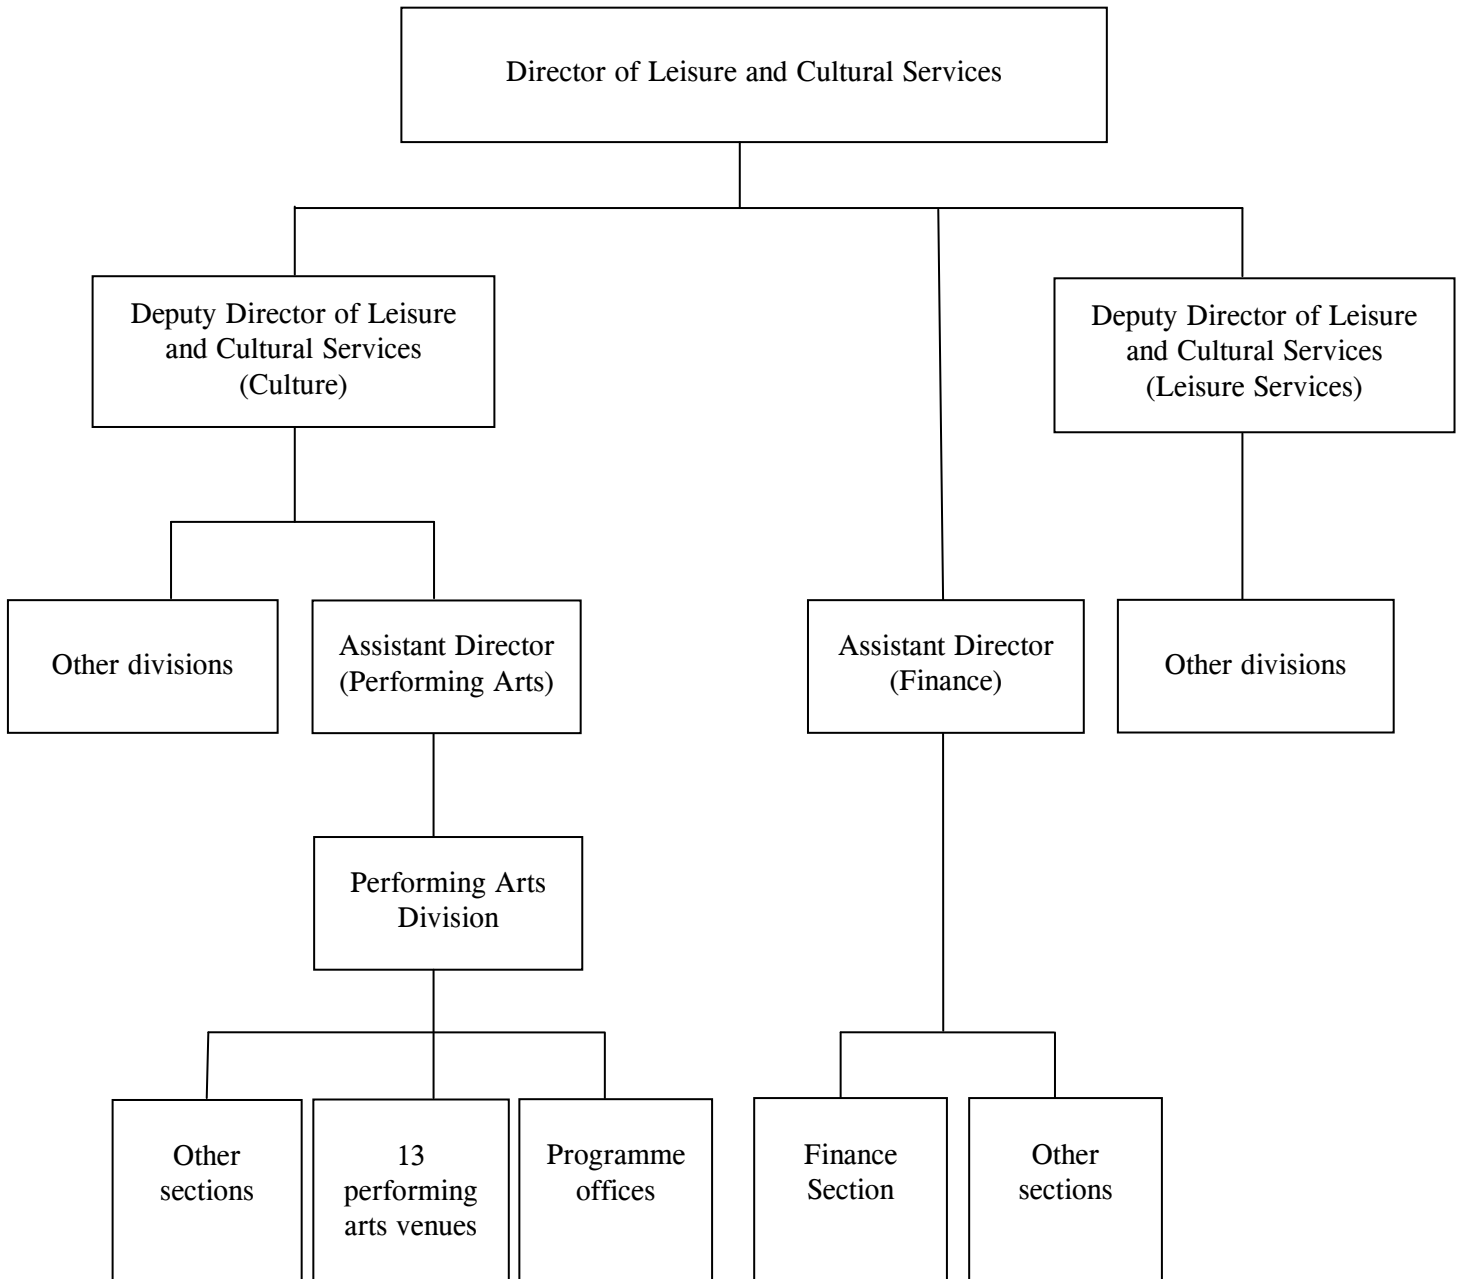 Director of Leisure and Cultural Services
Deputy Director of Leisure
and Cultural Services
(Culture)
Deputy Director of Leisure
and Cultural Services
(Leisure Services)
Other divisions
Assistant Director
(Performing Arts)
Assistant Director
(Finance)
Other divisions
Performing Arts
Division
Other
sections
13
performing
arts venues
Programme
offices
Finance
Section
Other
sections